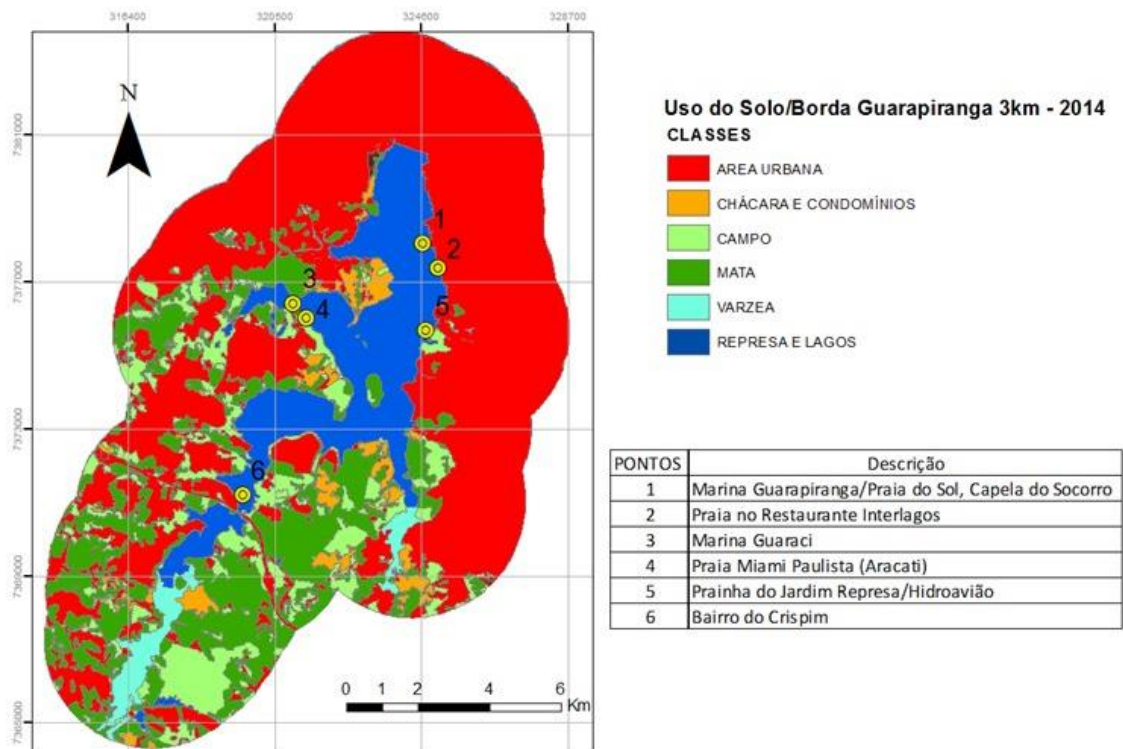 316400 320500 324600 328700
N
7381000
7377000
7373000
7369000
7365000
1
2
3
4
5
6
0 1 2 4 6
Km
Uso do Solo/Borda Guarapiranga 3km - 2014
CLASSES
AREA URBANA
CHÁCARA E CONDOMÍNIOS
CAMPO
MATA
VARZEA
REPRESA E LAGOS
PONTOS Descrição
1 Marina Guarapiranga/Praia do Sol, Capela do Socorro
2 Praia no Restaurante Interlagos
3 Marina Guaraci
4 Praia Miami Paulista (Aracati)
5 Prainha do Jardim Represa/Hidroavião
6 Bairro do Crispim